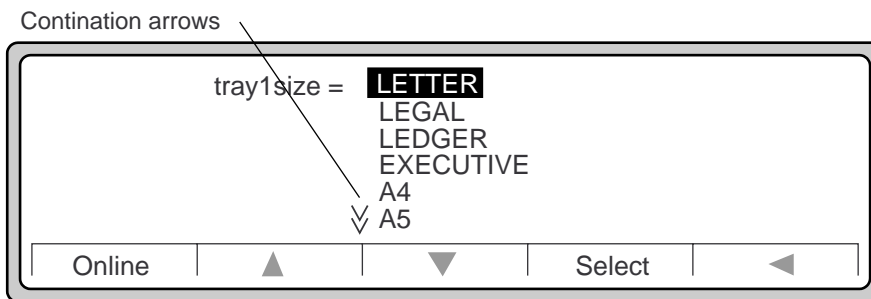 Contination arrows
tray1size = LETTER
LEGAL
LEDGER
EXECUTIVE
A4
A5
Online Select